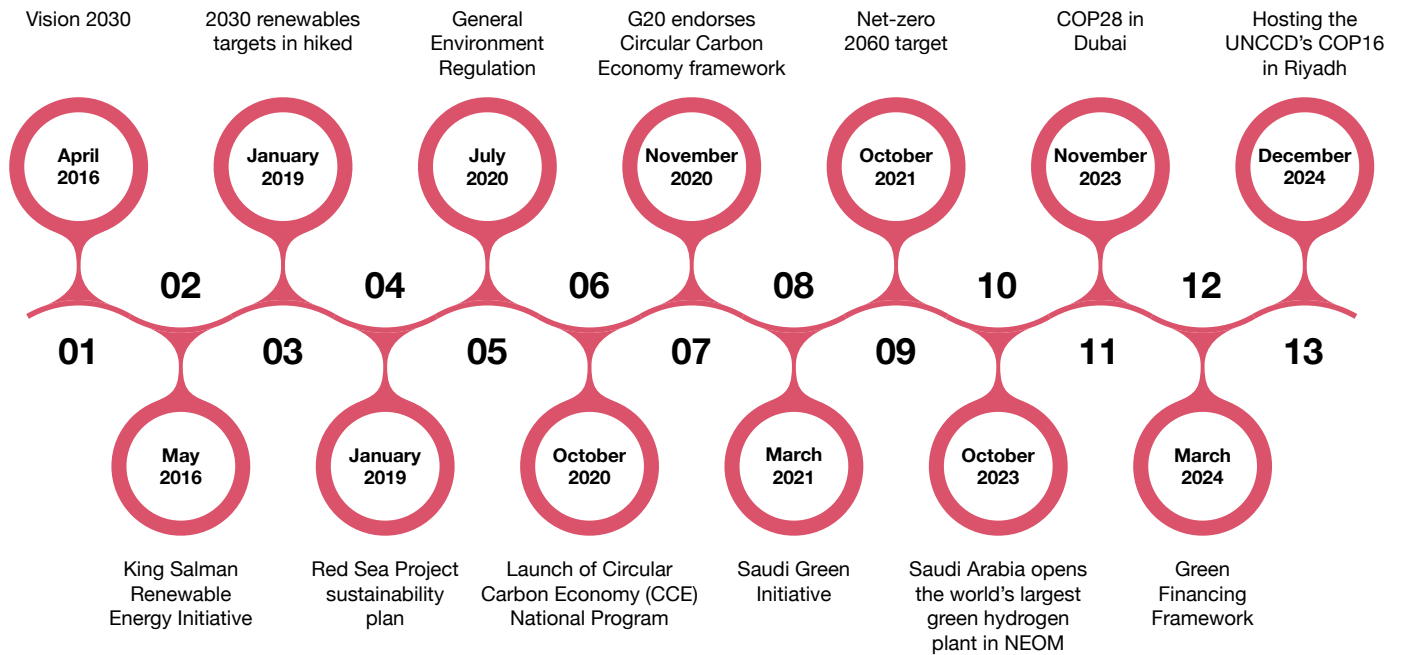 Vision 2030
2030 renewables
targets in hiked
General
Environment
Regulation
G20 endorses
Circular Carbon
Economy framework
Net-zero
2060 target
COP28 in
Dubai
Hosting the
UNCCD’s COP16
in Riyadh
April
2016
January
2019
July
2020
November
2020
October
2021
November
2023
December
2024
02
04
06
08
10
12
01
03
05
07
09
11
13
May
2016
January
2019
October
2020
March
2021
October
2023
March
2024
King Salman
Renewable
Energy Initiative
Red Sea Project
sustainability
plan
Launch of Circular
Carbon Economy (CCE)
National Program
Saudi Green
Initiative
Saudi Arabia opens
the world’s largest
green hydrogen
plant in NEOM
Green
Financing
Framework